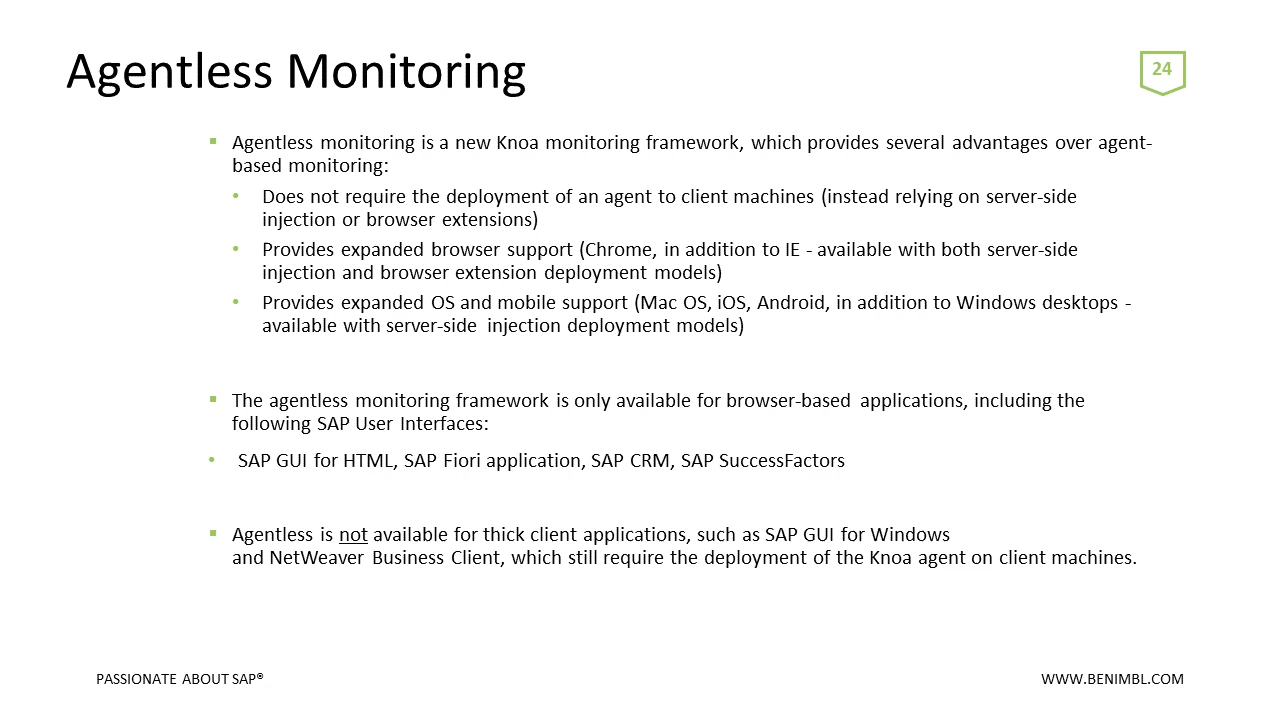 Agentless Monitoring
24
▪ Agentless monitoring is a new Knoa monitoring framework, which provides several advantages over agent-
based monitoring:
• Does not require the deployment of an agent to client machines (instead relying on server-side
injection or browser extensions)
• Provides expanded browser support (Chrome, in addition to IE - available with both server-side
injection and browser extension deployment models)
• Provides expanded OS and mobile support (Mac OS, iOS, Android, in addition to Windows desktops -
available with server-side injection deployment models)
▪ The agentless monitoring framework is only available for browser-based applications, including the
following SAP User Interfaces:
• SAP GUI for HTML, SAP Fiori application, SAP CRM, SAP SuccessFactors
▪ Agentless is not available for thick client applications, such as SAP GUI for Windows
and NetWeaver Business Client, which still require the deployment of the Knoa agent on client machines.
PASSIONATE ABOUT SAP®
WWW.BENIMBL.COM